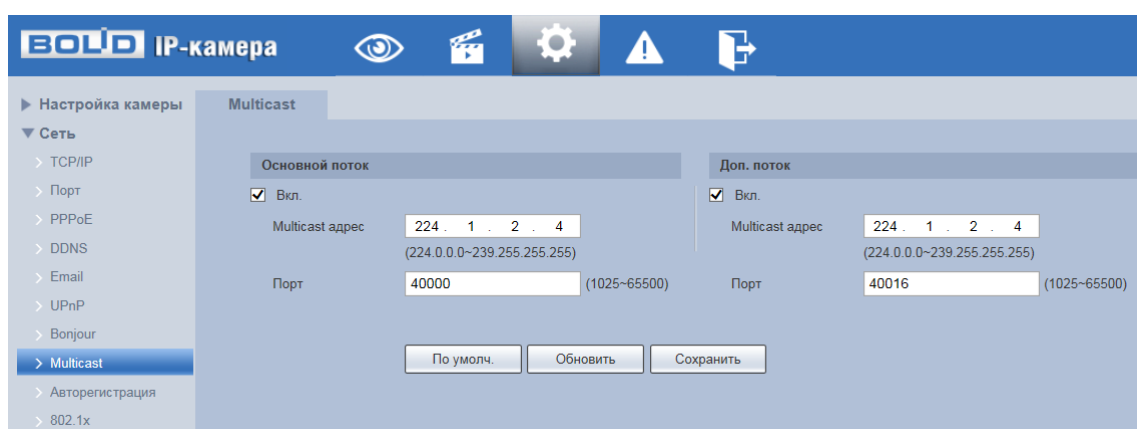 BOLID IP-камера
Настройка камеры
Multicast
Сеть
TCP/IP
Порт
PPPoE
DDNS
Email
UPnP
Bonjour
Multicast
Авторегистрация
802.1x
Основной поток
Вкл.
Multicast адрес 224 . 1 . 2 . 4
(224.0.0.0~239.255.255.255)
Порт 40000 (1025~65500)
Доп. поток
Вкл.
Multicast адрес 224 . 1 . 2 . 4
(224.0.0.0~239.255.255.255)
Порт 40016 (1025~65500)
По умолч. Обновить Сохранить